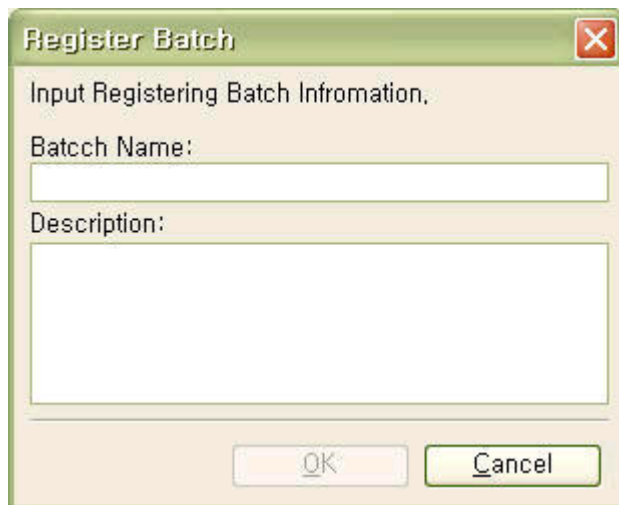 Register Batch
Input Registering Batch Infromation,
Batcch Name:
Description:
OK
Cancel